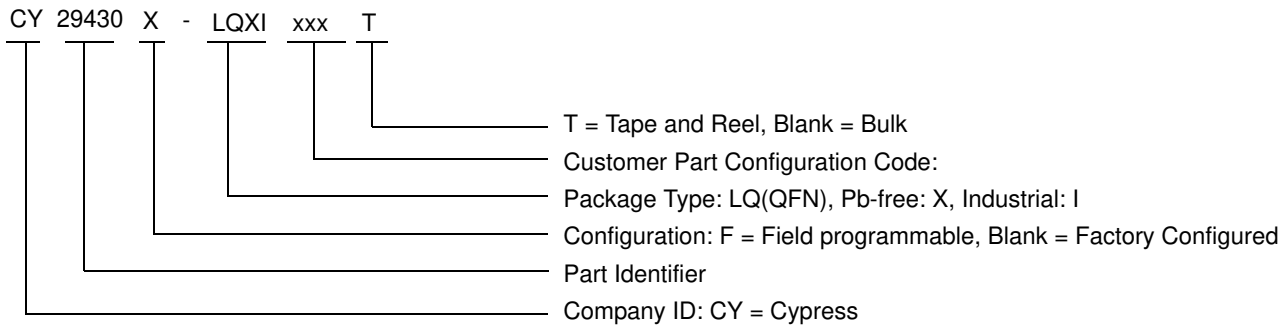 CY 29430 X - LQXI xxx T
T = Tape and Reel, Blank = Bulk
Customer Part Configuration Code:
Package Type: LQ(QFN), Pb-free: X, Industrial: I
Configuration: F = Field programmable, Blank = Factory Configured
Part Identifier
Company ID: CY = Cypress